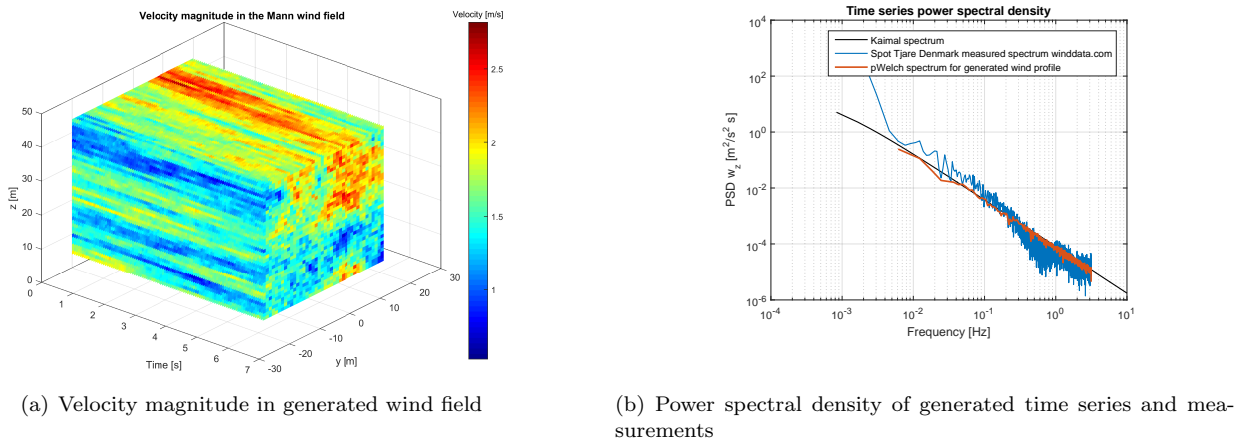 Velocity magnitude in the Mann wind field
Velocity [m/s]
50
40
30
20
10
0
z [m]
0
1
2
3
4
5
6
7
Time [s]
-30
-20
-10
0
10
20
30
y [m]
2.5
2
1.5
1
(a) Velocity magnitude in generated wind field
Time series power spectral density
Kaimal spectrum
Spot Tjare Denmark measured spectrum winddata.com
pWelch spectrum for generated wind profile
10^4
10^2
10^0
10^-2
10^-4
10^-6
PSD w_z [m^2/s^2 s]
10^-4
10^-3
10^-2
10^-1
10^0
10^1
Frequency [Hz]
(b) Power spectral density of generated time series and mea-
surements